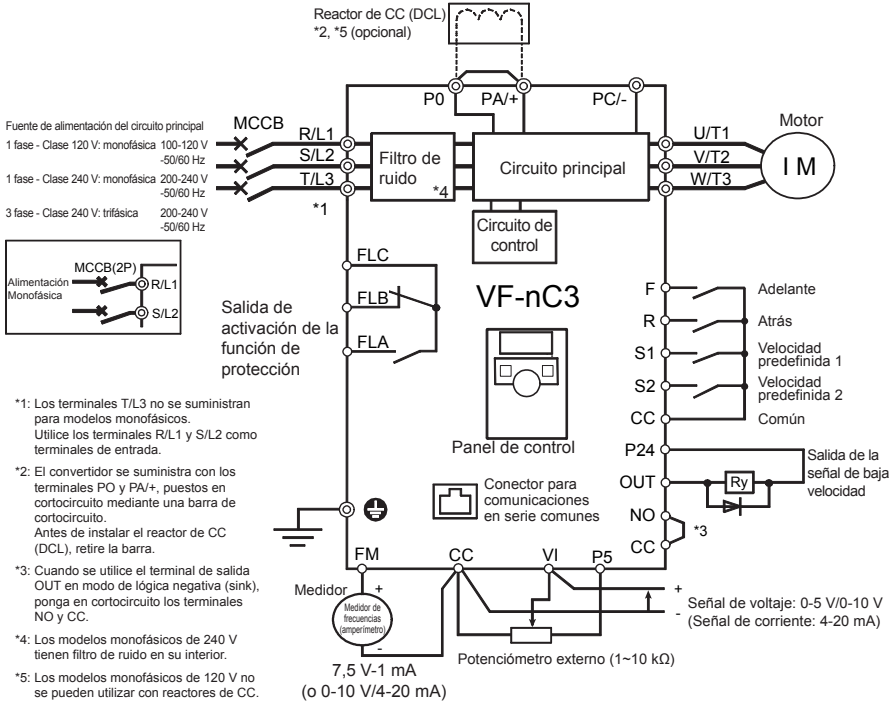 Reactor de CC (DCL)
*2, *5 (opcional)
P0
PA/+
PC/-
Fuente de alimentación del circuito principal
1 fase - Clase 120 V: monofásica 100-120 V
-50/60 Hz
1 fase - Clase 240 V: monofásica 200-240 V
-50/60 Hz
3 fase - Clase 240 V: trifásica 200-240 V
-50/60 Hz
MCCB
R/L1
S/L2
T/L3
*1
Filtro de
ruido
*4
Circuito principal
Circuito de
control
U/T1
V/T2
W/T3
Motor
I M
MCCB(2P)
Alimentación
Monofásica
R/L1
S/L2
Salida de
activación de la
función de
protección
FLC
FLB
FLA
VF-nC3
Panel de control
Conector para
comunicaciones
en serie comunes
F
Adelante
R
Atrás
S1
Velocidad
predefinida 1
S2
Velocidad
predefinida 2
CC
Común
P24
OUT
Ry
Salida de la
señal de baja
velocidad
NO
CC
*3
*1: Los terminales T/L3 no se suministran
para modelos monofásicos.
Utilice los terminales R/L1 y S/L2 como
terminales de entrada.
*2: El convertidor se suministra con los
terminales PO y PA/+, puestos en
cortocircuito mediante una barra de
cortocircuito.
Antes de instalar el reactor de CC
(DCL), retire la barra.
*3: Cuando se utilice el terminal de salida
OUT en modo de lógica negativa (sink),
ponga en cortocircuito los terminales
NO y CC.
*4: Los modelos monofásicos de 240 V
tienen filtro de ruido en su interior.
*5: Los modelos monofásicos de 120 V no
se pueden utilizar con reactores de CC.
FM
CC
VI
P5
Medidor
+
Medidor de
frecuencias
(amperímetro)
-
7,5 V-1 mA
(o 0-10 V/4-20 mA)
Potenciómetro externo (1~10 kΩ)
+
-
Señal de voltaje: 0-5 V/0-10 V
(Señal de corriente: 4-20 mA)